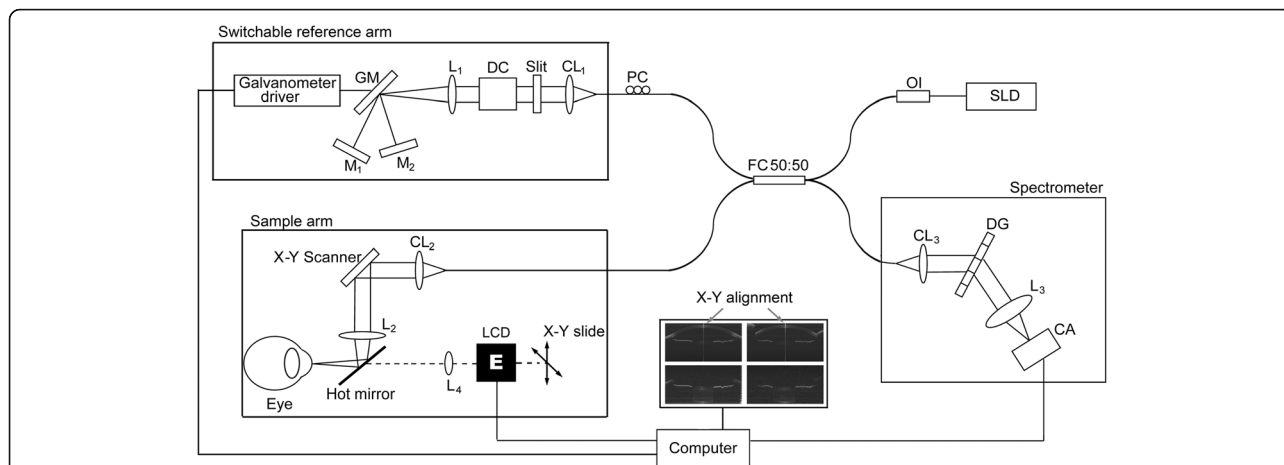 Switchable reference arm
Galvanometer
driver
GM
L1
DC
Slit
CL1
M1
M2
PC
OI
SLD
FC 50:50
Spectrometer
CL3
DG
L3
CA
Sample arm
X-Y Scanner
CL2
L2
LCD
X-Y slide
E
L4
Hot mirror
Eye
X-Y alignment
Computer